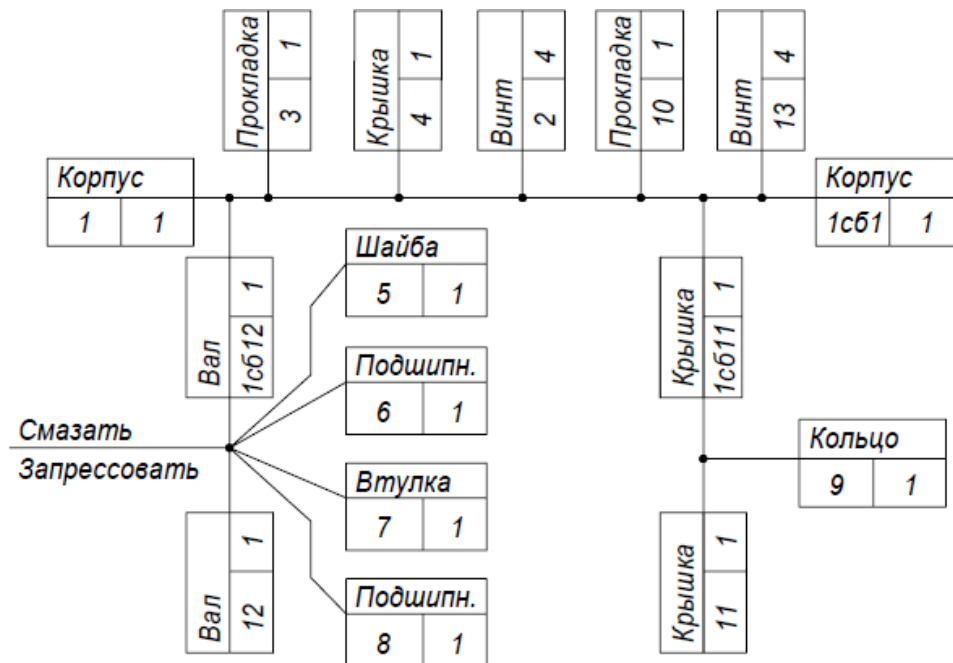 Прокладка
3 1
Крышка
4 1
Винт
2 4
Прокладка
10 1
Винт
13 4
Корпус
1 1
Корпус
1сб1 1
Вал
1сб12 1
Шайба
5 1
Подшипн.
6 1
Крышка
1сб11 1
Смазать
Запрессовать
Втулка
7 1
Кольцо
9 1
Вал
12 1
Подшипн.
8 1
Крышка
11 1